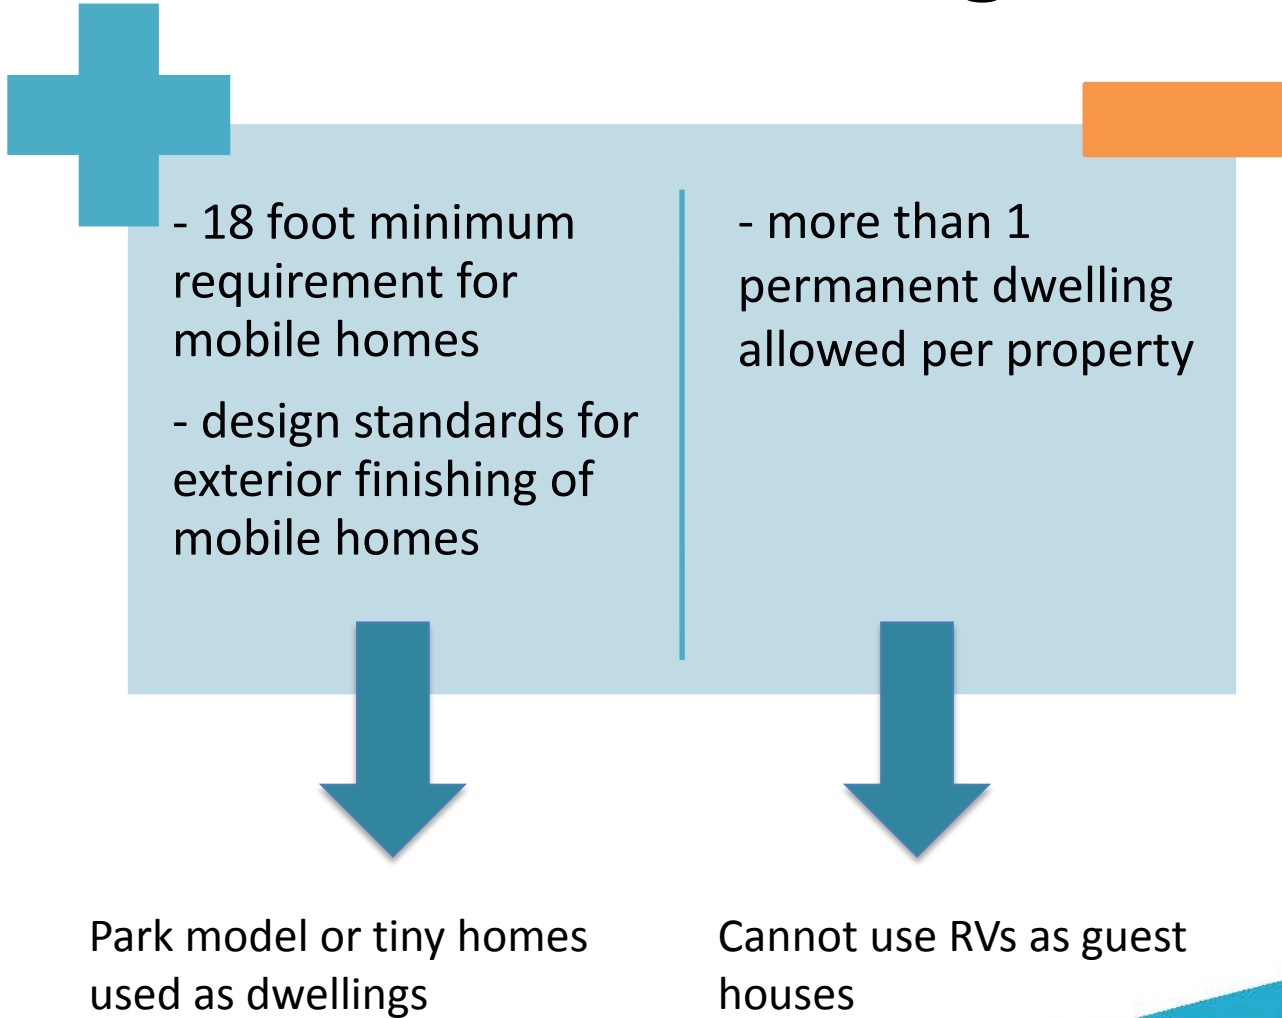 - 18 foot minimum
requirement for
mobile homes
- design standards for
exterior finishing of
mobile homes
- more than 1
permanent dwelling
allowed per property
Park model or tiny homes
used as dwellings
Cannot use RVs as guest
houses